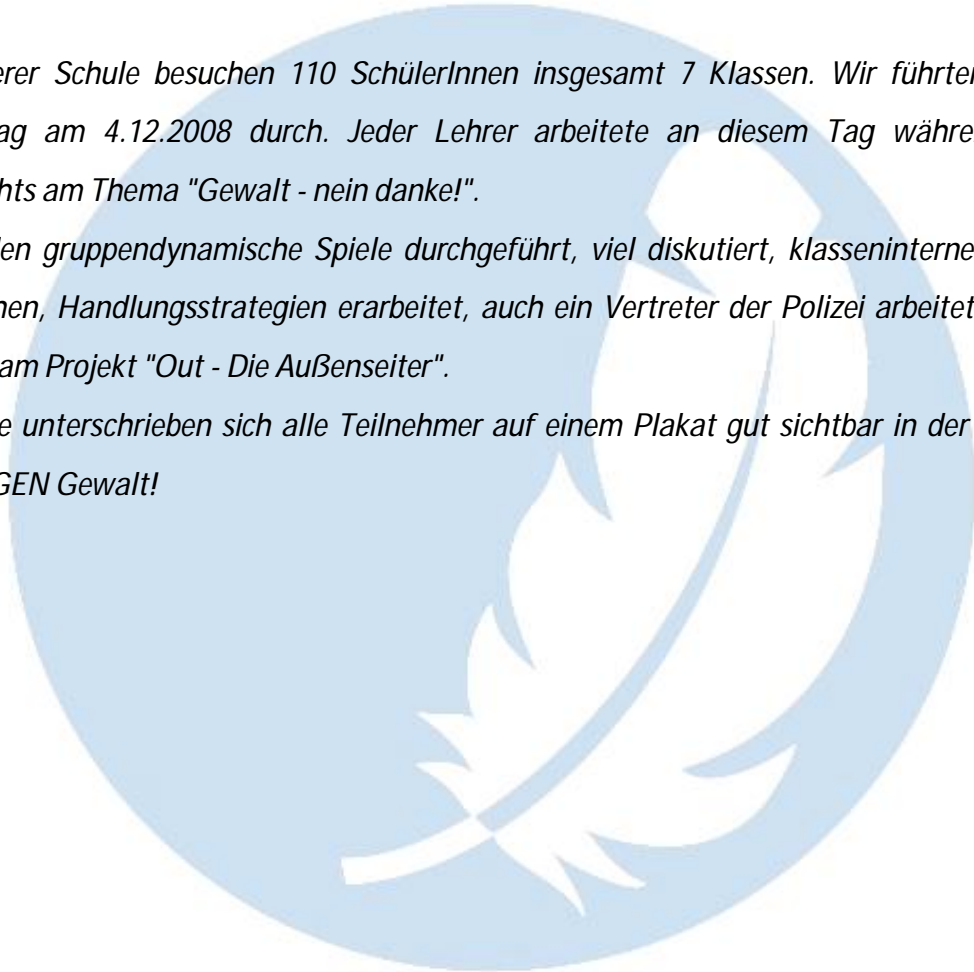 erer Schule besuchen 110 SchülerInnen insgesamt 7 Klassen. Wir führte
ag am 4.12.2008 durch. Jeder Lehrer arbeitete an diesem Tag währe
hts am Thema "Gewalt - nein danke!".
en gruppendynamische Spiele durchgeführt, viel diskutiert, klasseninterne
nen, Handlungsstrategien erarbeitet, auch ein Vertreter der Polizei arbeitet
am Projekt "Out - Die Außenseiter".
e unterschrieben sich alle Teilnehmer auf einem Plakat gut sichtbar in der
GEN Gewalt!